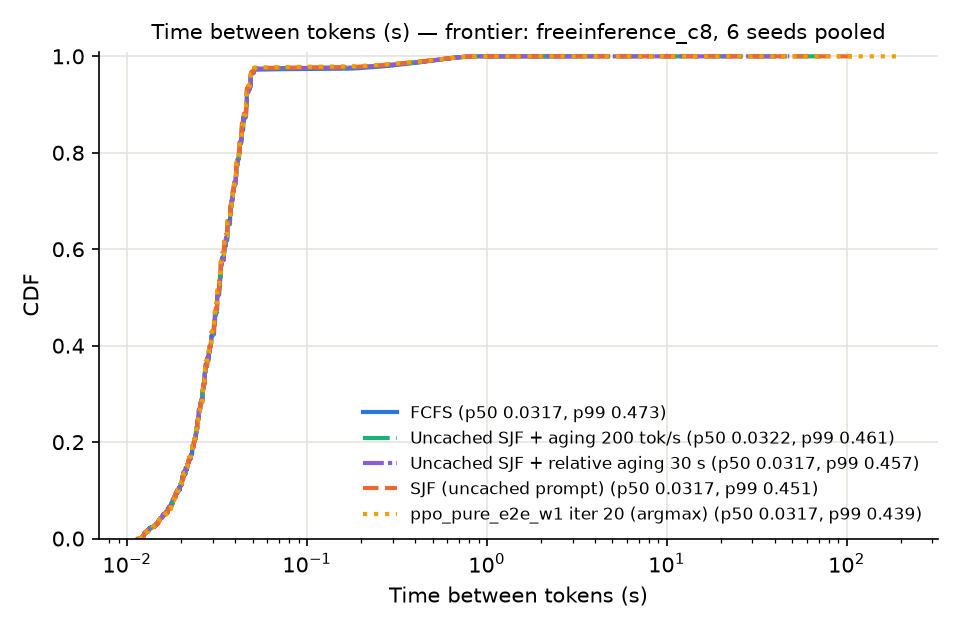 Time between tokens (s) — frontier: freeinference_c8, 6 seeds pooled
1.0
0.8
0.6
0.4
0.2
0.0
CDF
FCFS (p50 0.0317, p99 0.473)
Uncached SJF + aging 200 tok/s (p50 0.0322, p99 0.461)
Uncached SJF + relative aging 30 s (p50 0.0317, p99 0.457)
SJF (uncached prompt) (p50 0.0317, p99 0.451)
ppo_pure_e2e_w1 iter 20 (argmax) (p50 0.0317, p99 0.439)
10⁻² 10⁻¹ 10⁰ 10¹ 10²
Time between tokens (s)